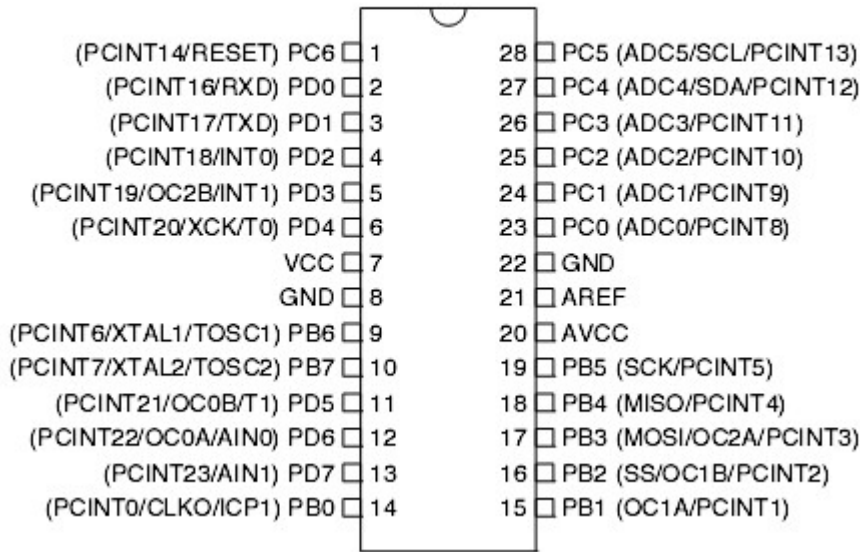 (PCINT14/RESET) PC6 1 28 PC5 (ADC5/SCL/PCINT13)
(PCINT16/RXD) PD0 2 27 PC4 (ADC4/SDA/PCINT12)
(PCINT17/TXD) PD1 3 26 PC3 (ADC3/PCINT11)
(PCINT18/INT0) PD2 4 25 PC2 (ADC2/PCINT10)
(PCINT19/OC2B/INT1) PD3 5 24 PC1 (ADC1/PCINT9)
(PCINT20/XCK/T0) PD4 6 23 PC0 (ADC0/PCINT8)
VCC 7 22 GND
GND 8 21 AREF
(PCINT6/XTAL1/TOSC1) PB6 9 20 AVCC
(PCINT7/XTAL2/TOSC2) PB7 10 19 PB5 (SCK/PCINT5)
(PCINT21/OC0B/T1) PD5 11 18 PB4 (MISO/PCINT4)
(PCINT22/OC0A/AIN0) PD6 12 17 PB3 (MOSI/OC2A/PCINT3)
(PCINT23/AIN1) PD7 13 16 PB2 (SS/OC1B/PCINT2)
(PCINT0/CLKO/ICP1) PB0 14 15 PB1 (OC1A/PCINT1)